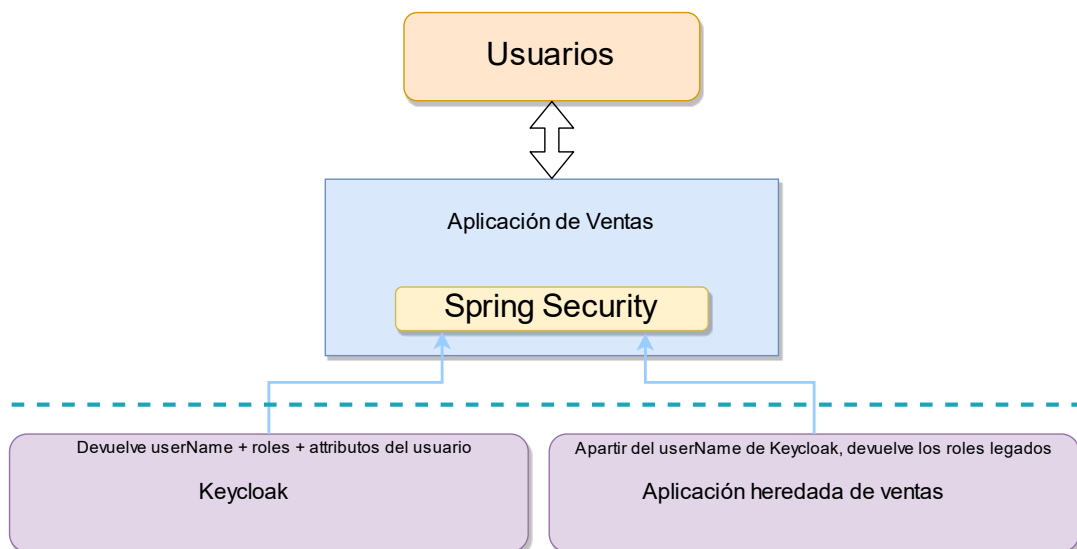 Usuarios
Aplicación de Ventas
Spring Security
Devuelve userName + roles + attributos del usuario
Keycloak
Apartir del userName de Keycloak, devuelve los roles legados
Aplicación heredada de ventas